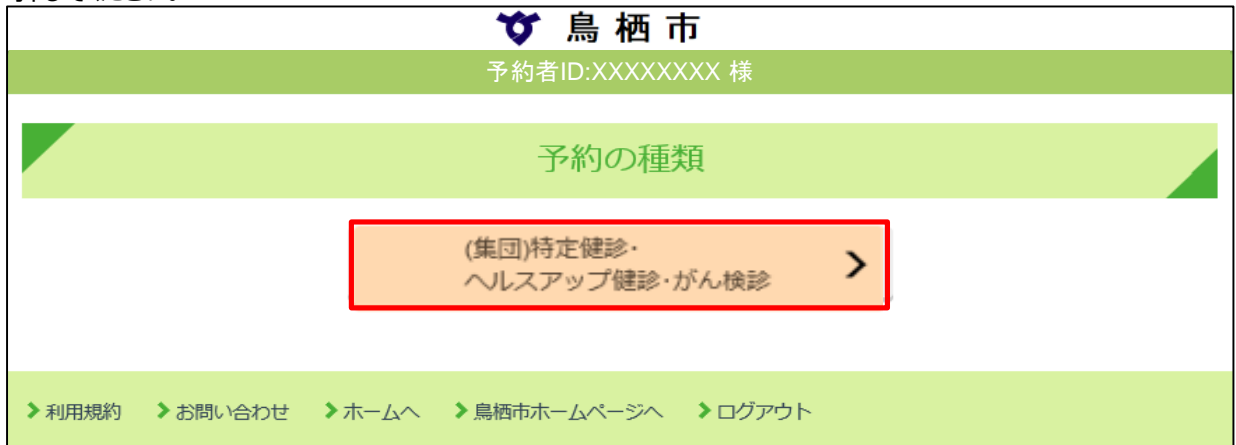 鳥栖市
予約者ID:XXXXXXXX 様
予約の種類
(集団)特定健診・
ヘルスアップ健診・がん検診
利用規約 お問い合わせ ホームへ 鳥栖市ホームページへ ログアウト